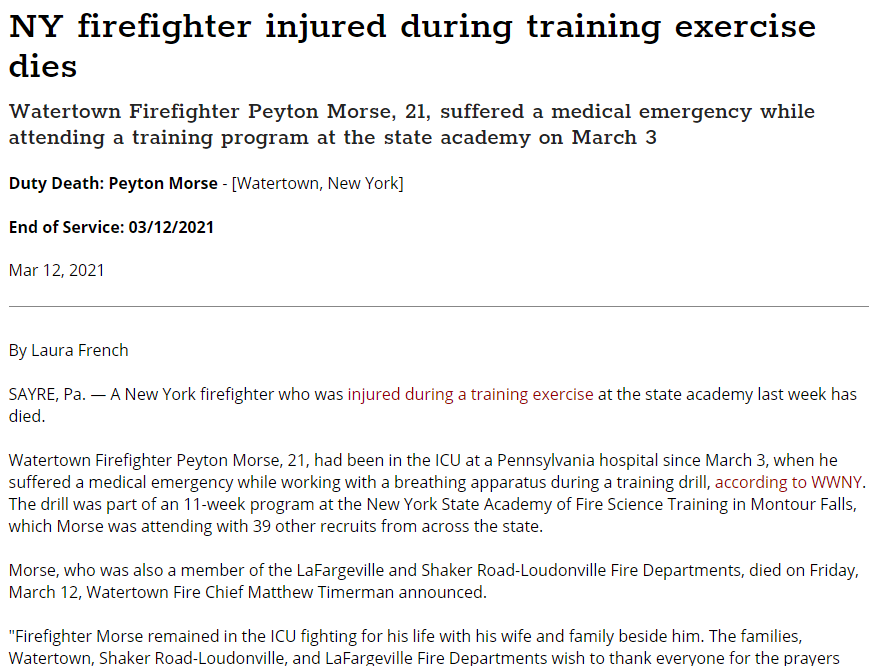 NY firefighter injured during training exercise
dies
Watertown Firefighter Peyton Morse, 21, suffered a medical emergency while
attending a training program at the state academy on March 3
Duty Death: Peyton Morse - [Watertown, New York]
End of Service: 03/12/2021
Mar 12, 2021
By Laura French
SAYRE, Pa. — A New York firefighter who was injured during a training exercise at the state academy last week has
died.
Watertown Firefighter Peyton Morse, 21, had been in the ICU at a Pennsylvania hospital since March 3, when he
suffered a medical emergency while working with a breathing apparatus during a training drill, according to WWNY.
The drill was part of an 11-week program at the New York State Academy of Fire Science Training in Montour Falls,
which Morse was attending with 39 other recruits from across the state.
Morse, who was also a member of the LaFargeville and Shaker Road-Loudonville Fire Departments, died on Friday,
March 12, Watertown Fire Chief Matthew Timerman announced.
"Firefighter Morse remained in the ICU fighting for his life with his wife and family beside him. The families,
Watertown, Shaker Road-Loudonville, and LaFargeville Fire Departments wish to thank everyone for the prayers